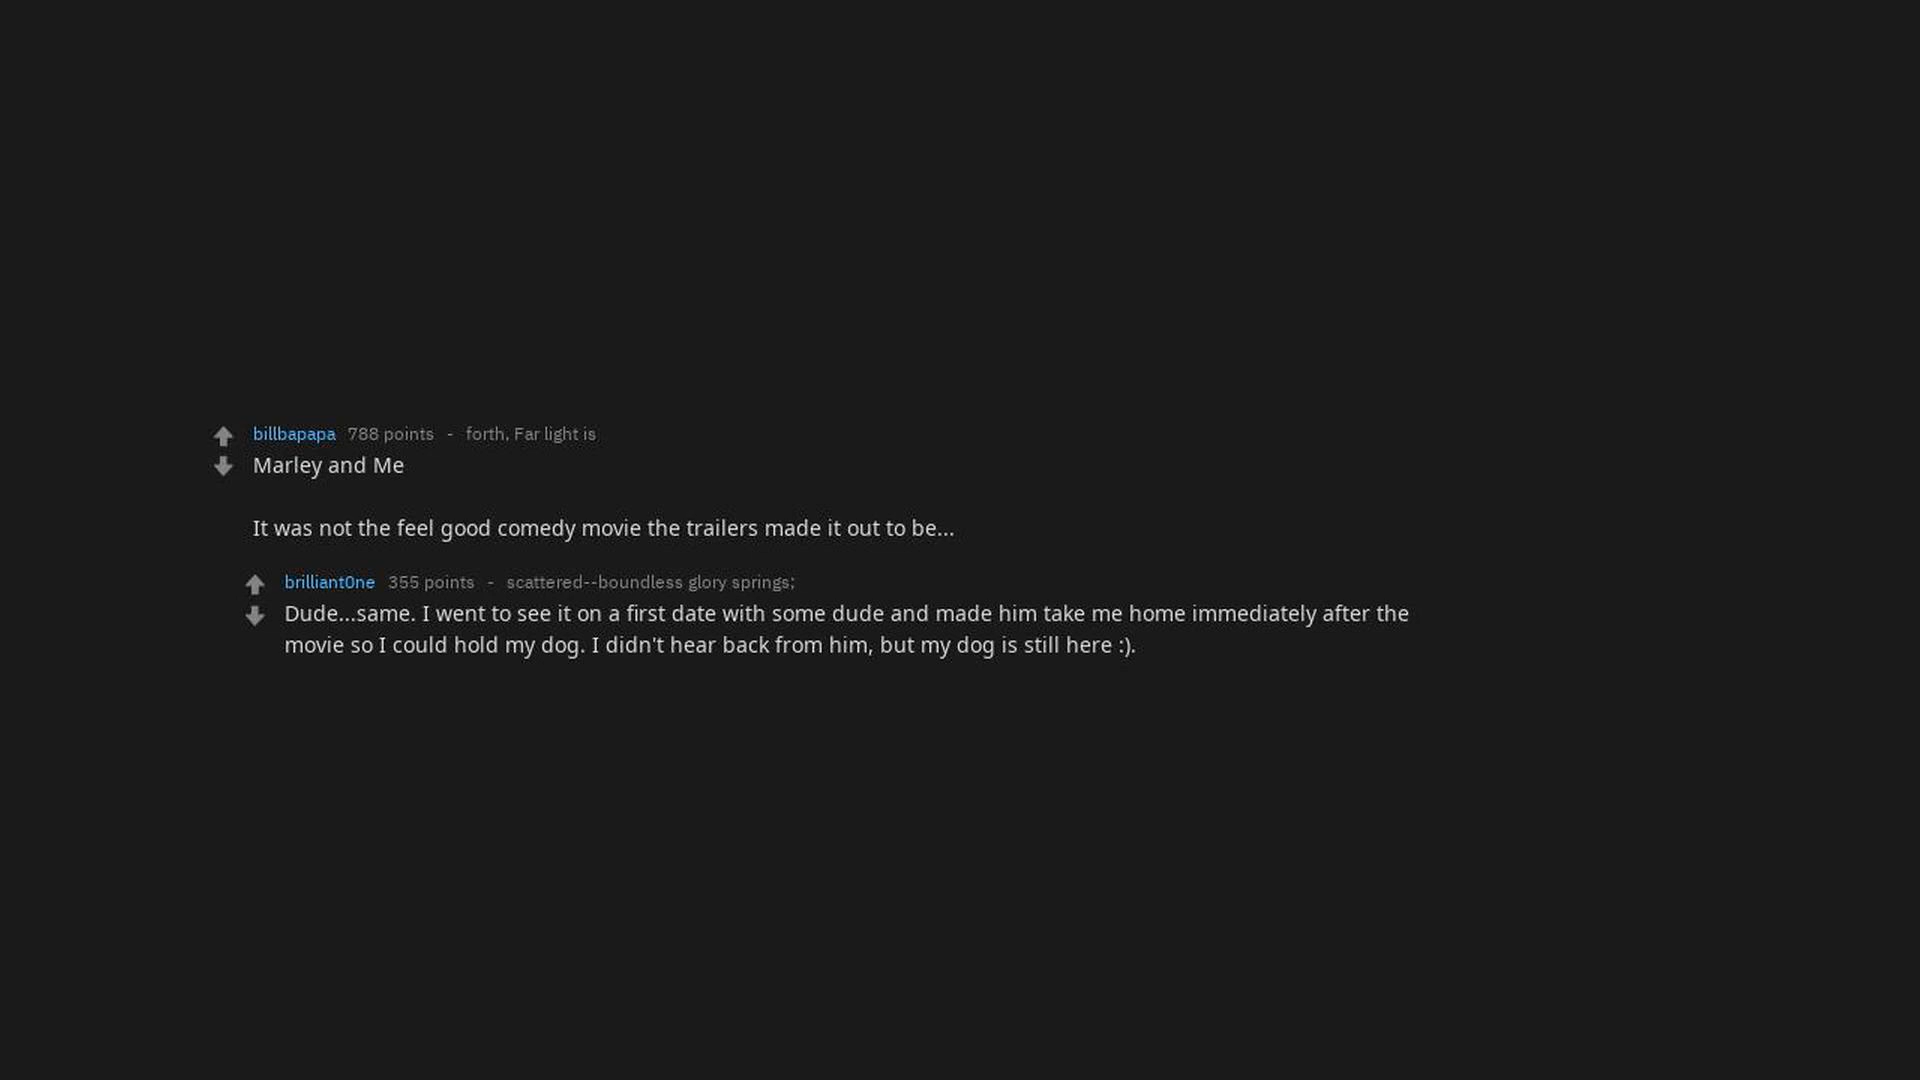 billbapapa 788 points - forth, Far light is
Marley and Me
It was not the feel good comedy movie the trailers made it out to be...
brilliant0ne 355 points - scattered--boundless glory springs;
Dude...same. I went to see it on a first date with some dude and made him take me home immediately after the
movie so I could hold my dog. I didn't hear back from him, but my dog is still here :).